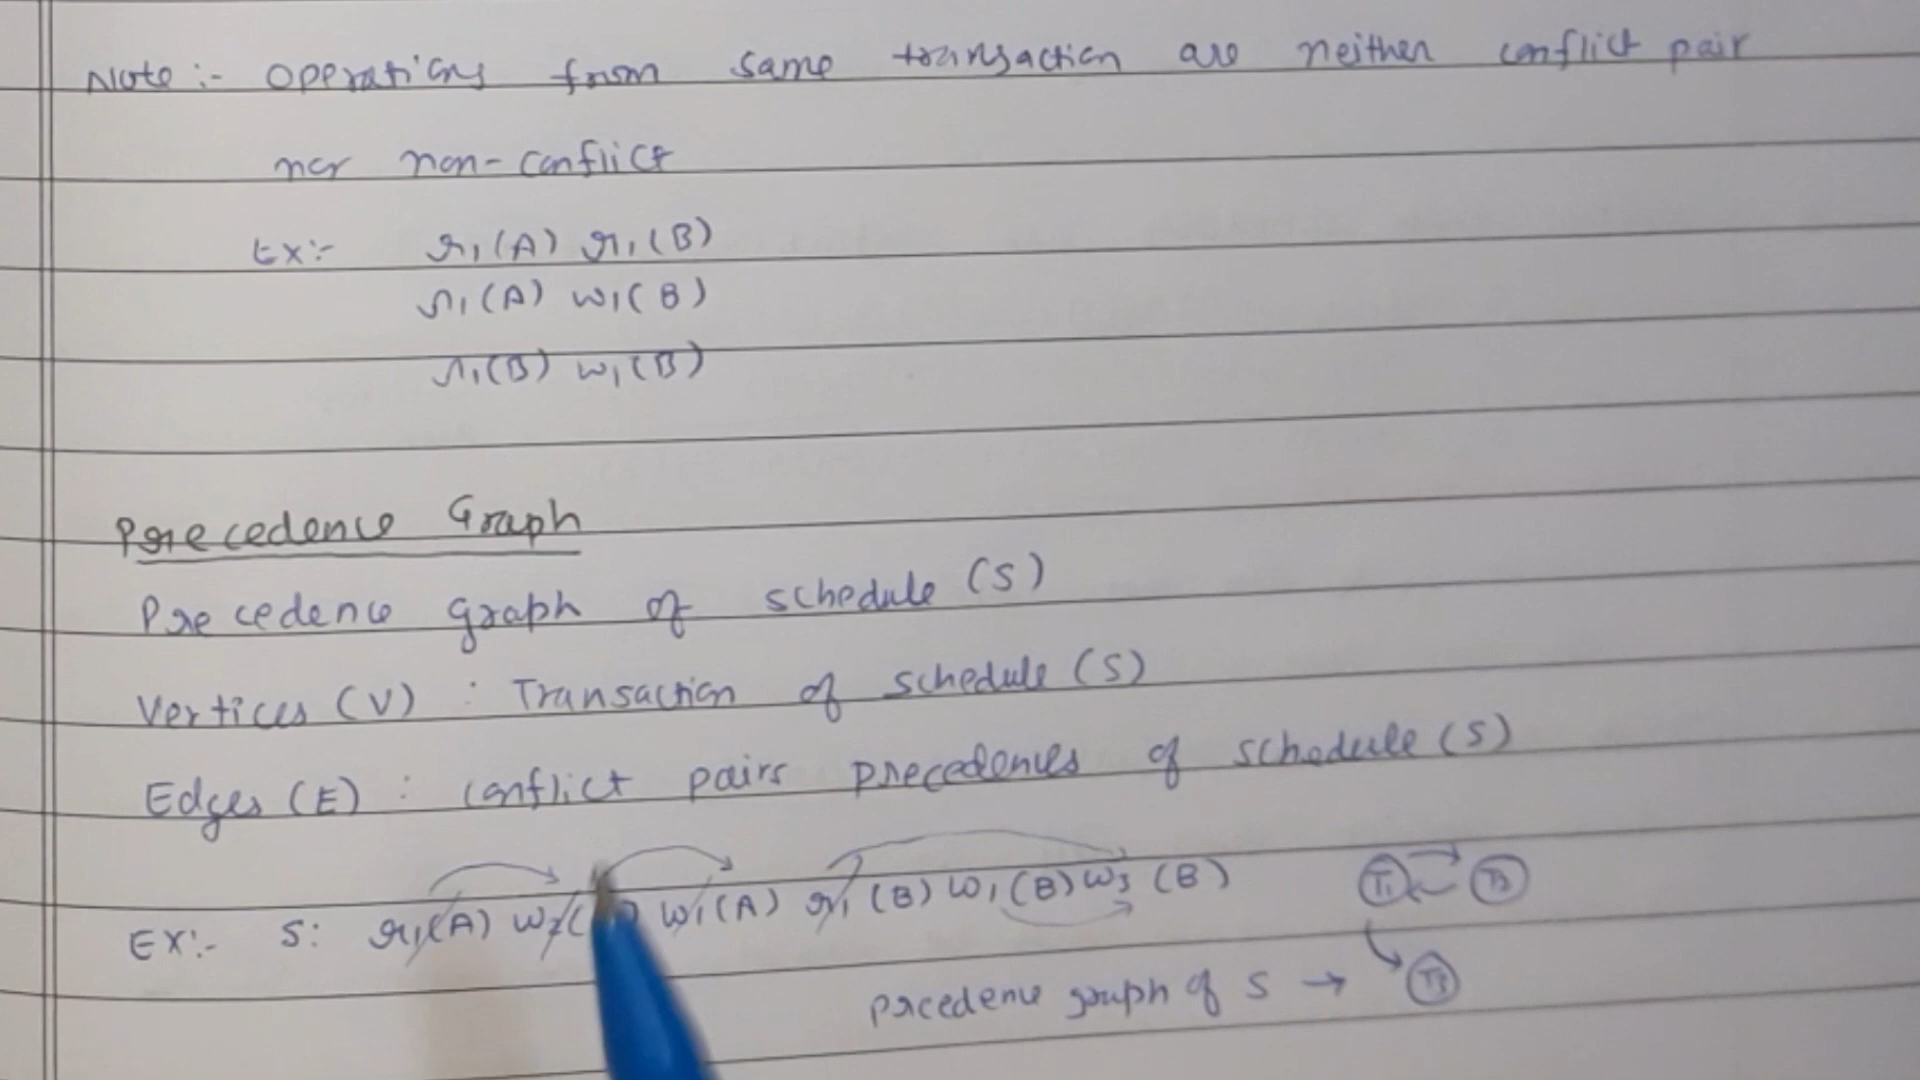 Note :- operations from same transaction are neither conflict pair
nor non-conflict
Ex:- r₁(A) r₁(B)
r₁(A) w₁(B)
r₁(B) w₁(B)
Precedence Graph
Precedence graph of schedule (S)
Vertices (V) : Transaction of schedule (S)
Edges (E) : conflict pairs precedences of schedule (S)
Ex:- S: r₁(A) w₂( w₁(A) r₁(B) w₁(B) w₃(B) T₁
precedence graph of S →